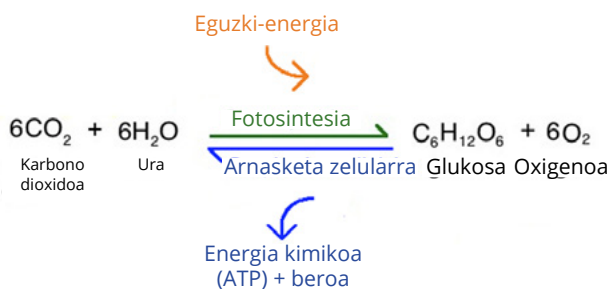 Eguzki-energia
Fotosintesia
6CO₂ + 6H₂O
C₆H₁₂O₆ + 6O₂
Karbono
dioxidoa
Ura
Arnasketa zelularra
Glukosa
Oxigenoa
Energia kimikoa
(ATP) + beroa